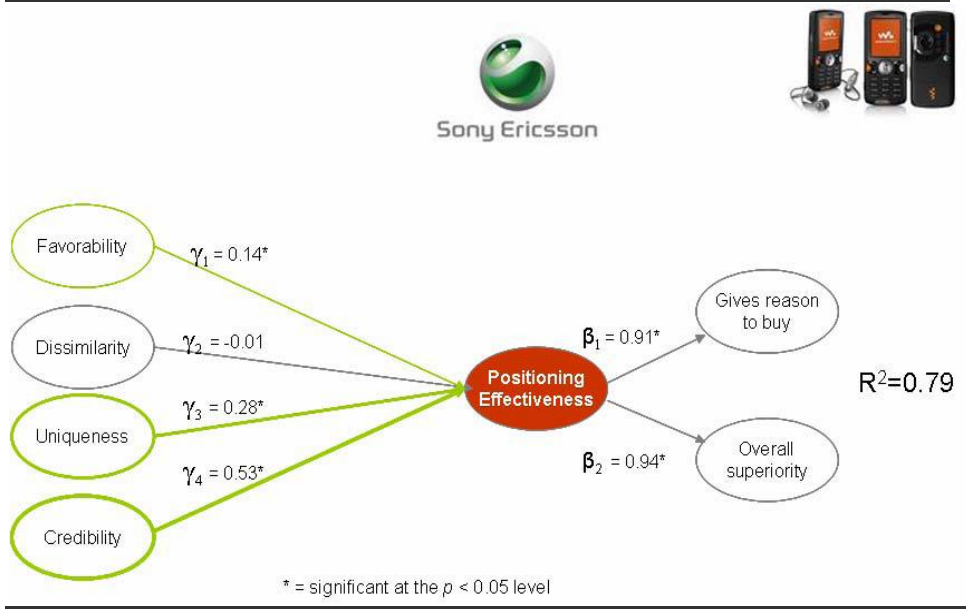 Sony Ericsson
Favorability
γ₁ = 0.14*
Dissimilarity
γ₂ = -0.01
Uniqueness
γ₃ = 0.28*
Credibility
γ₄ = 0.53*
Positioning
Effectiveness
β₁ = 0.91*
β₂ = 0.94*
Gives reason
to buy
Overall
superiority
R²=0.79
* = significant at the p < 0.05 level